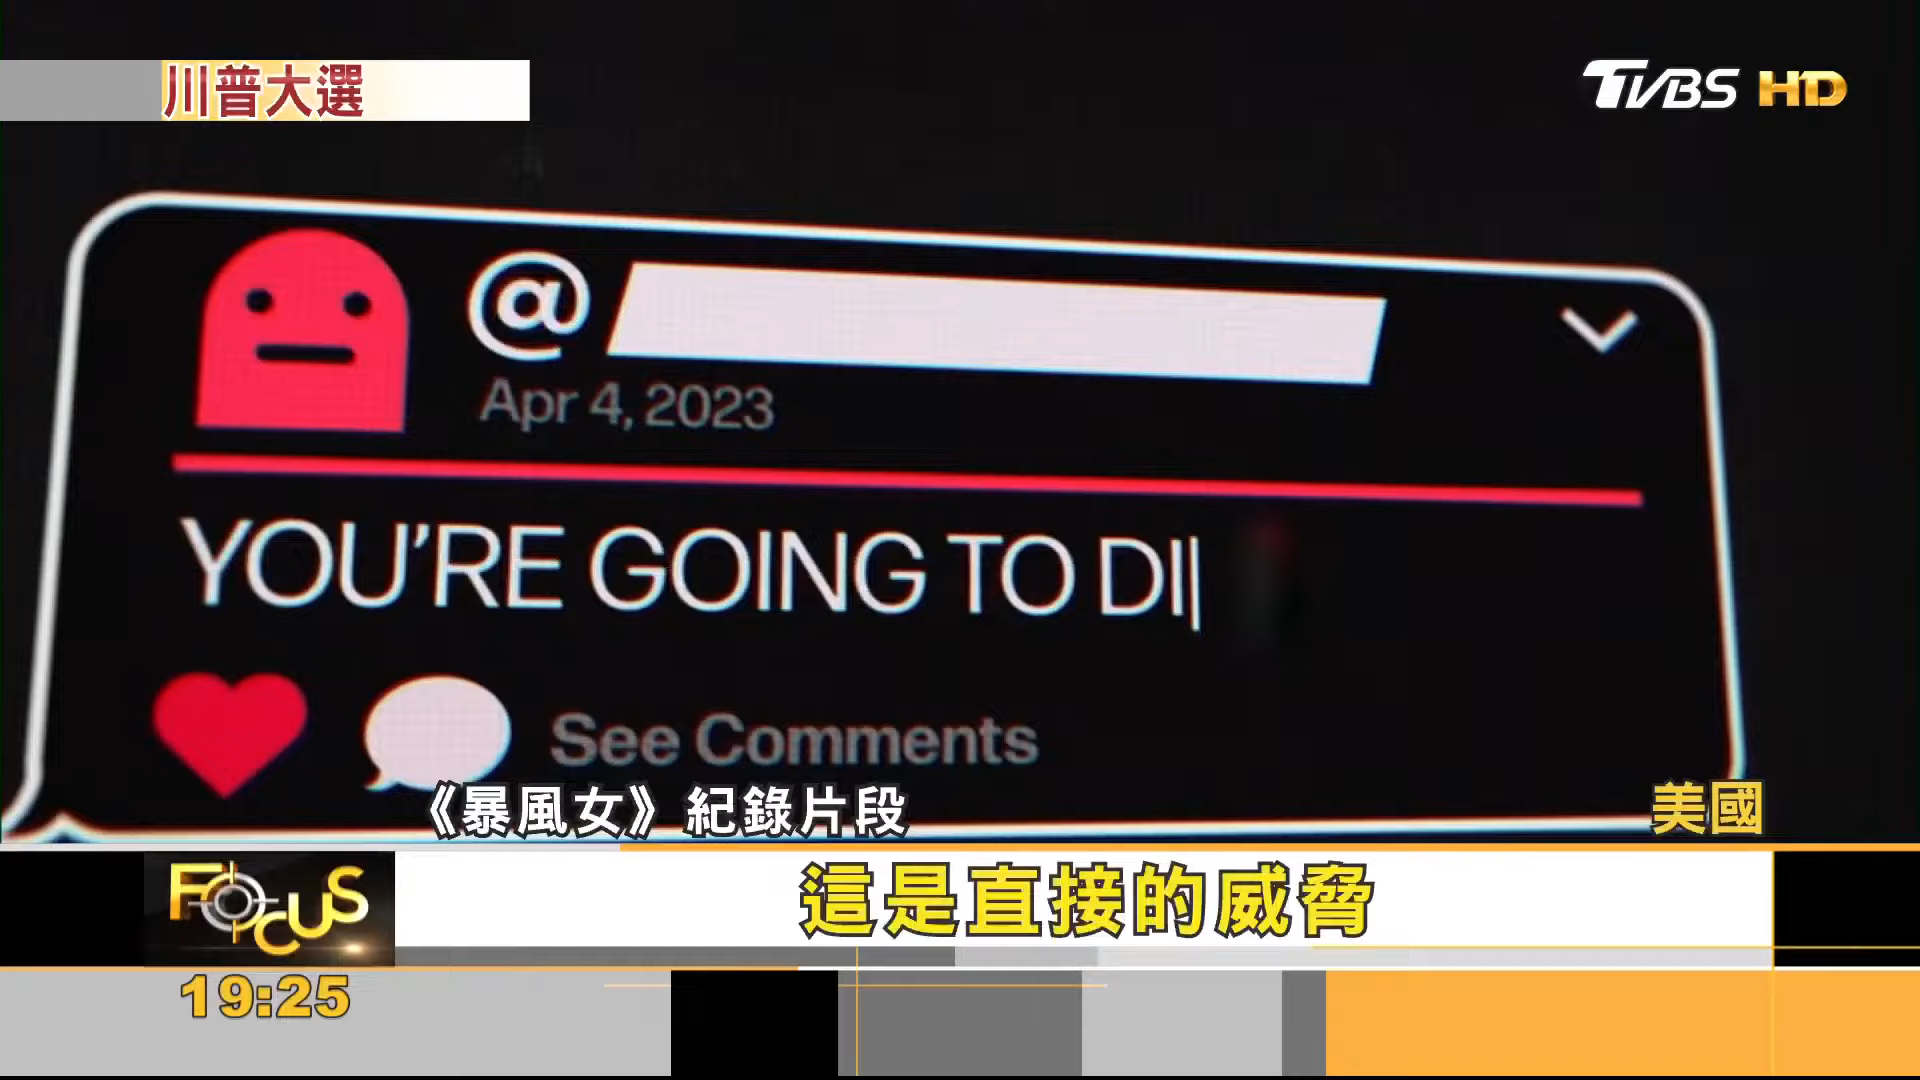 川普大選
TVBS HD
@
Apr 4, 2023
YOU'RE GOING TO DI
See Comments
《暴風女》紀錄片段
美國
FOCUS
這是直接的威脅
19:25